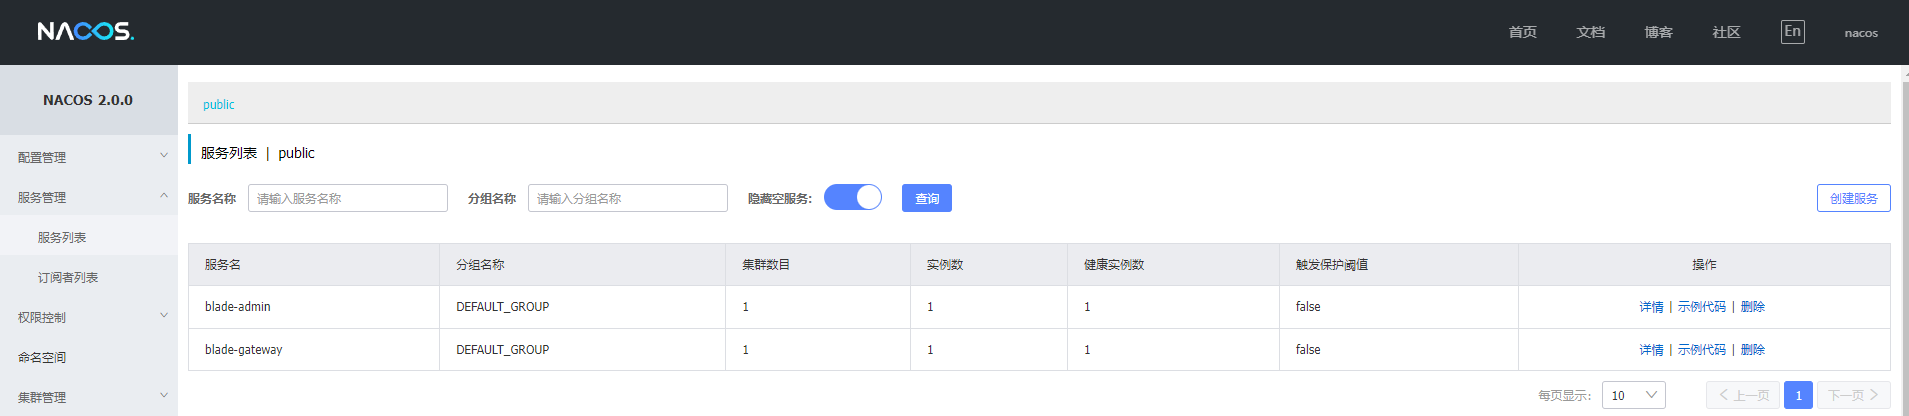 NACOS. 首页 文档 博客 社区 En nacos
NACOS 2.0.0
配置管理
服务管理
服务列表
订阅者列表
权限控制
命名空间
集群管理
public
服务列表 | public
服务名称 请输入服务名称 分组名称 请输入分组名称 隐藏空服务: 查询 创建服务
服务名 分组名称 集群数目 实例数 健康实例数 触发保护阈值 操作
blade-admin DEFAULT_GROUP 1 1 1 false 详情 | 示例代码 | 删除
blade-gateway DEFAULT_GROUP 1 1 1 false 详情 | 示例代码 | 删除
每页显示: 10 上一页 1 下一页